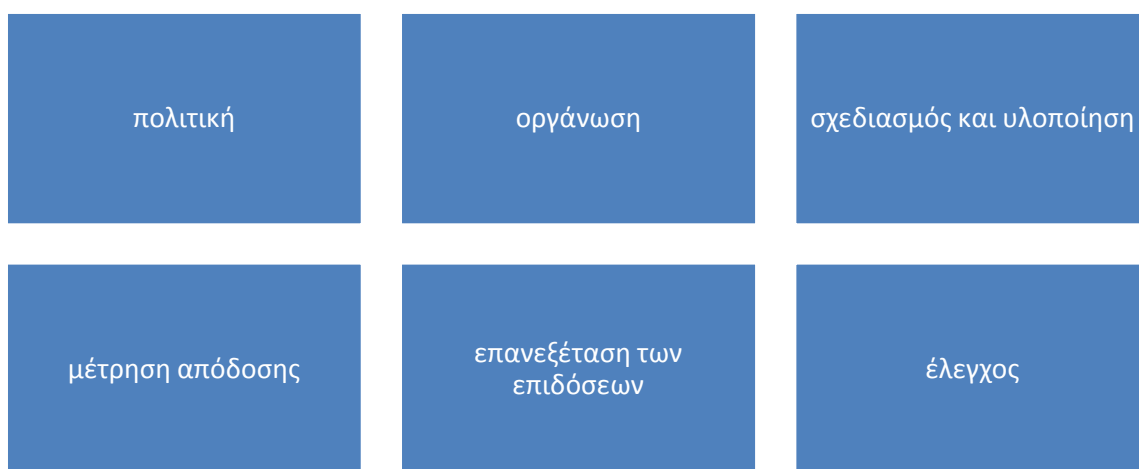 πολιτική
οργάνωση
σχεδιασμός και υλοποίηση
μέτρηση απόδοσης
επανεξέταση των
επιδόσεων
έλεγχος